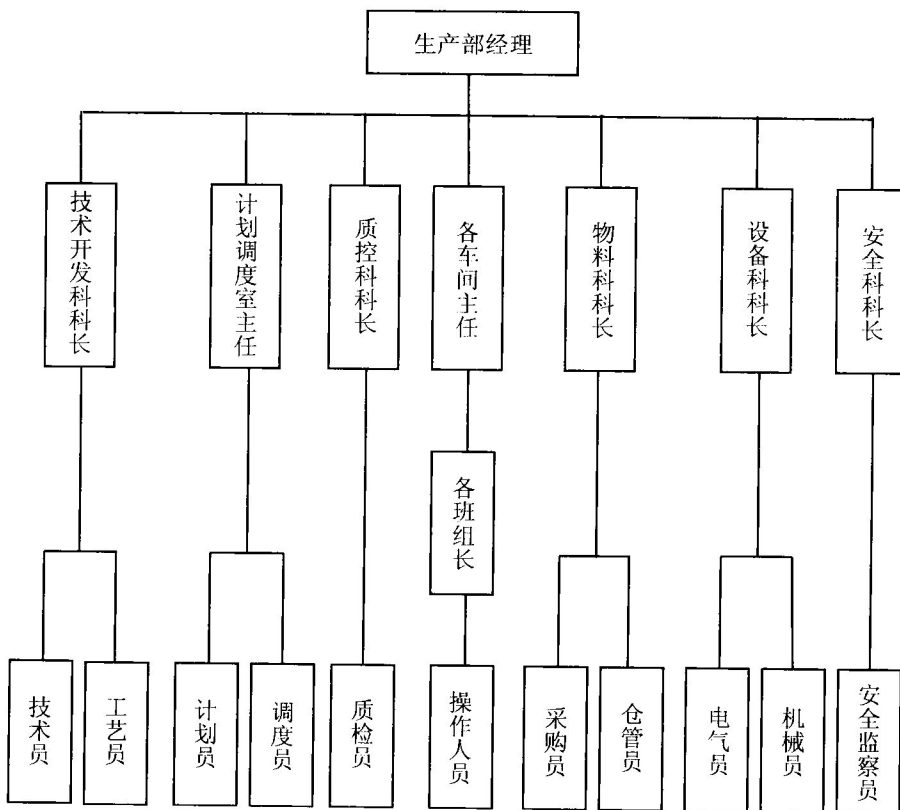 生产部经理
技术开发科科长
计划调度室主任
质控科科长
各车间主任
物料科科长
设备科科长
安全科科长
各班组长
技术员
工艺员
计划员
调度员
质检员
操作人员
采购员
仓管员
电气员
机械员
安全监察员